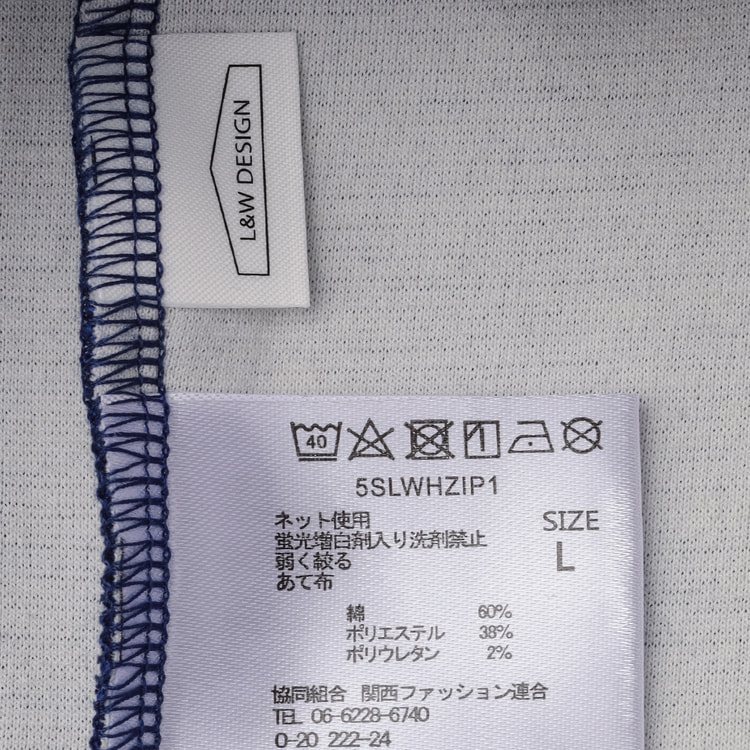 L&W DESIGN
40
5SLWHZIP1
ネット使用
蛍光増白剤入り洗剤禁止
弱く絞る
あて布
SIZE
L
綿 60%
ポリエステル 38%
ポリウレタン 2%
協同組合 関西ファッション連合
TEL 06-6228-6740
0-20 222-24